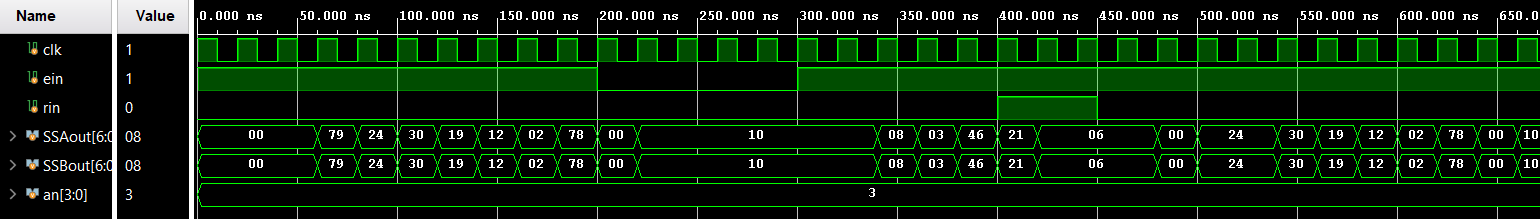 Name Value 0.000 ns 50.000 ns 100.000 ns 150.000 ns 200.000 ns 250.000 ns 300.000 ns 350.000 ns 400.000 ns 450.000 ns 500.000 ns 550.000 ns 600.000 ns 650.0
clk 1
ein 1
rin 0
SSAout[6:0 08 00 79 24 30 19 12 02 78 00 10 08 03 46 21 06 00 24 30 19 12 02 78 00 10
SSBout[6:0 08 00 79 24 30 19 12 02 78 00 10 08 03 46 21 06 00 24 30 19 12 02 78 00 10
an[3:0] 3 3